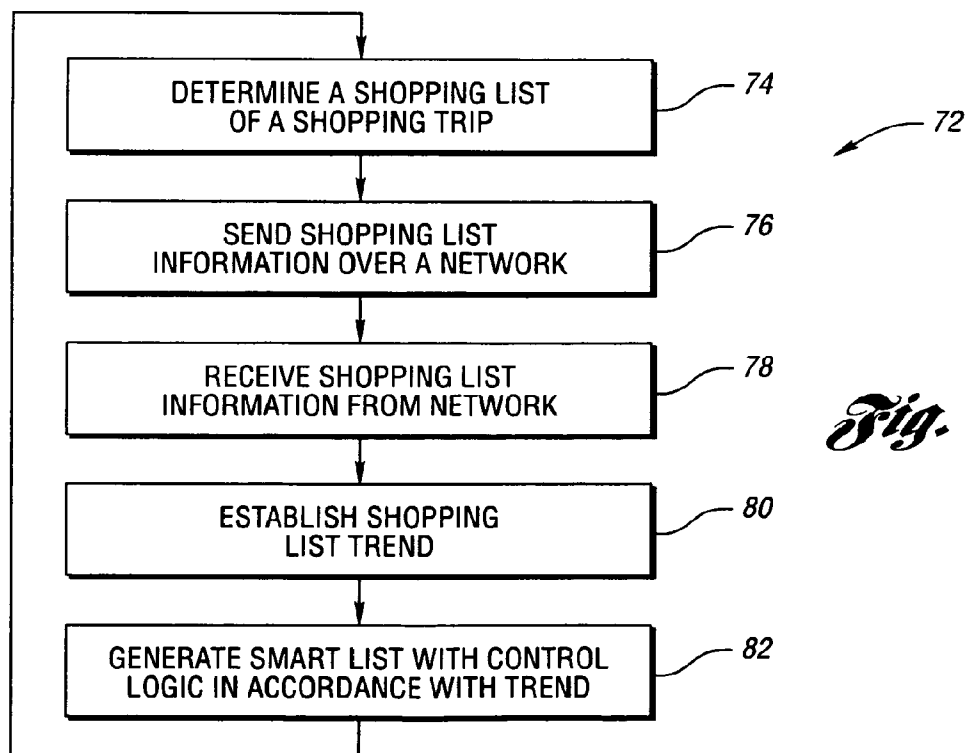 DETERMINE A SHOPPING LIST
OF A SHOPPING TRIP
74
72
SEND SHOPPING LIST
INFORMATION OVER A NETWORK
76
RECEIVE SHOPPING LIST
INFORMATION FROM NETWORK
78
Fig.
ESTABLISH SHOPPING
LIST TREND
80
GENERATE SMART LIST WITH CONTROL
LOGIC IN ACCORDANCE WITH TREND
82